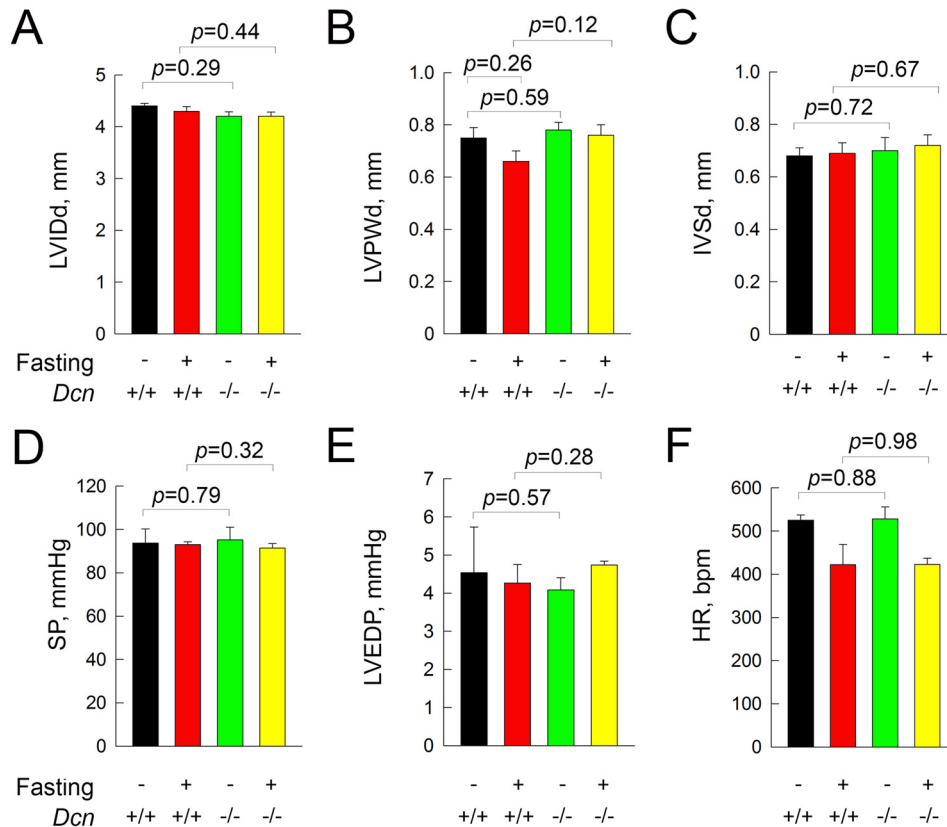 A
p=0.44
p=0.29
5
4
3
2
1
0
LVIDd, mm
Fasting - + - +
Dcn +/+ +/+ -/- -/-
B
p=0.12
p=0.26
p=0.59
1.0
0.8
0.6
0.4
0.2
0
LVPWd, mm
- + - +
+/+ +/+ -/- -/-
C
p=0.67
p=0.72
1.0
0.8
0.6
0.4
0.2
0
IVSd, mm
- + - +
+/+ +/+ -/- -/-
D
p=0.32
p=0.79
120
100
80
60
40
20
0
SP, mmHg
Fasting - + - +
Dcn +/+ +/+ -/- -/-
E
p=0.28
p=0.57
7
6
5
4
3
2
1
0
LVEDP, mmHg
- + - +
+/+ +/+ -/- -/-
F
p=0.98
p=0.88
600
500
400
300
200
100
0
HR, bpm
- + - +
+/+ +/+ -/- -/-